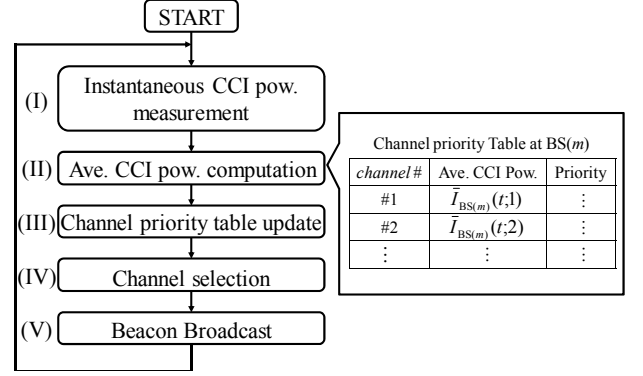 START
(I)
Instantaneous CCI pow.
measurement
(II)
Ave. CCI pow. computation
(III)
Channel priority table update
(IV)
Channel selection
(V)
Beacon Broadcast
Channel priority Table at BS(m)
channel # Ave. CCI Pow. Priority
#1 Ī_BS(m)(t;1) ⋮
#2 Ī_BS(m)(t;2) ⋮
⋮ ⋮ ⋮